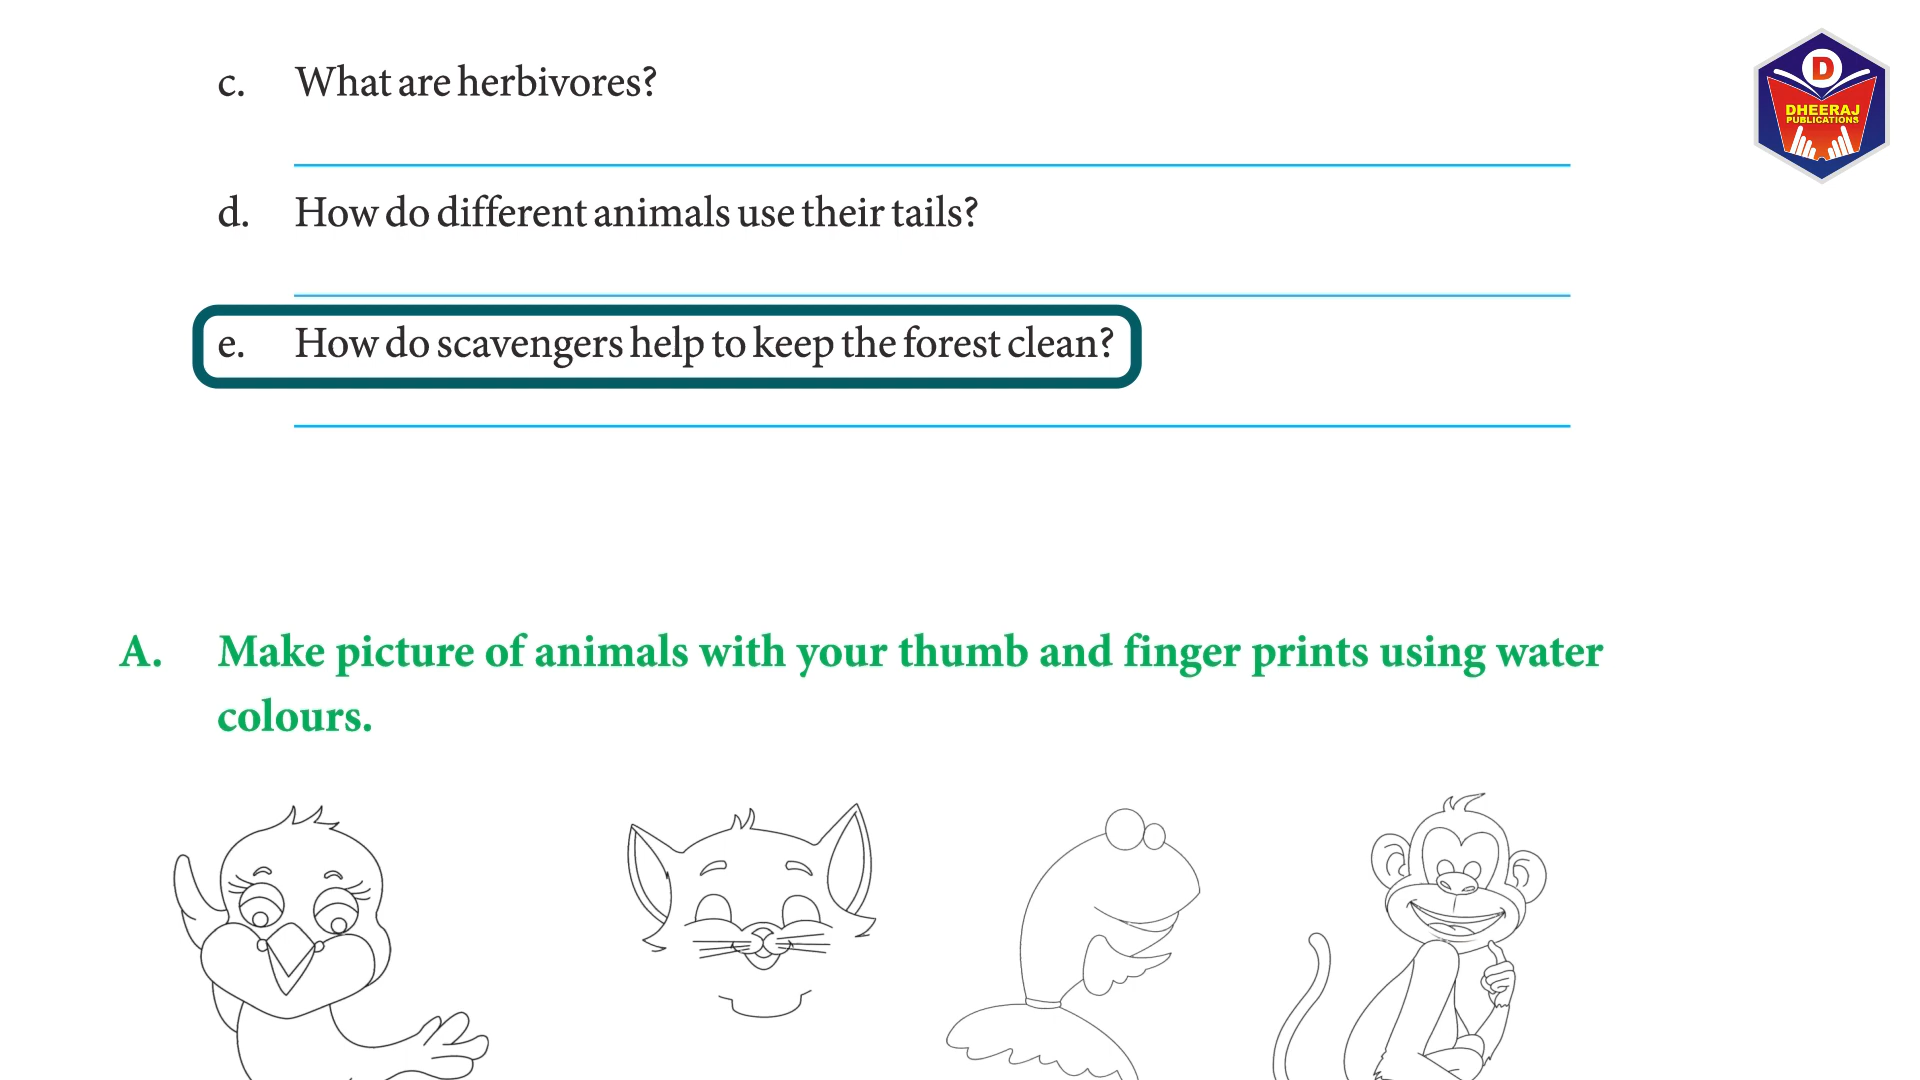 c. What are herbivores?
D
DHEERAJ
PUBLICATIONS
d. How do different animals use their tails?
e. How do scavengers help to keep the forest clean?
A. Make picture of animals with your thumb and finger prints using water
colours.